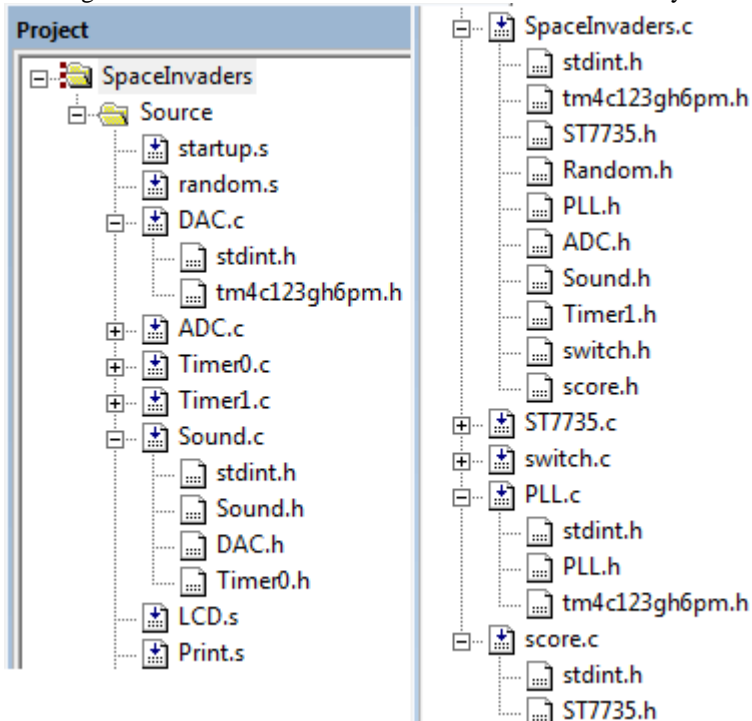 Project
SpaceInvaders
Source
startup.s
random.s
DAC.c
stdint.h
tm4c123gh6pm.h
ADC.c
Timer0.c
Timer1.c
Sound.c
stdint.h
Sound.h
DAC.h
Timer0.h
LCD.s
Print.s
SpaceInvaders.c
stdint.h
tm4c123gh6pm.h
ST7735.h
Random.h
PLL.h
ADC.h
Sound.h
Timer1.h
switch.h
score.h
ST7735.c
switch.c
PLL.c
stdint.h
PLL.h
tm4c123gh6pm.h
score.c
stdint.h
ST7735.h